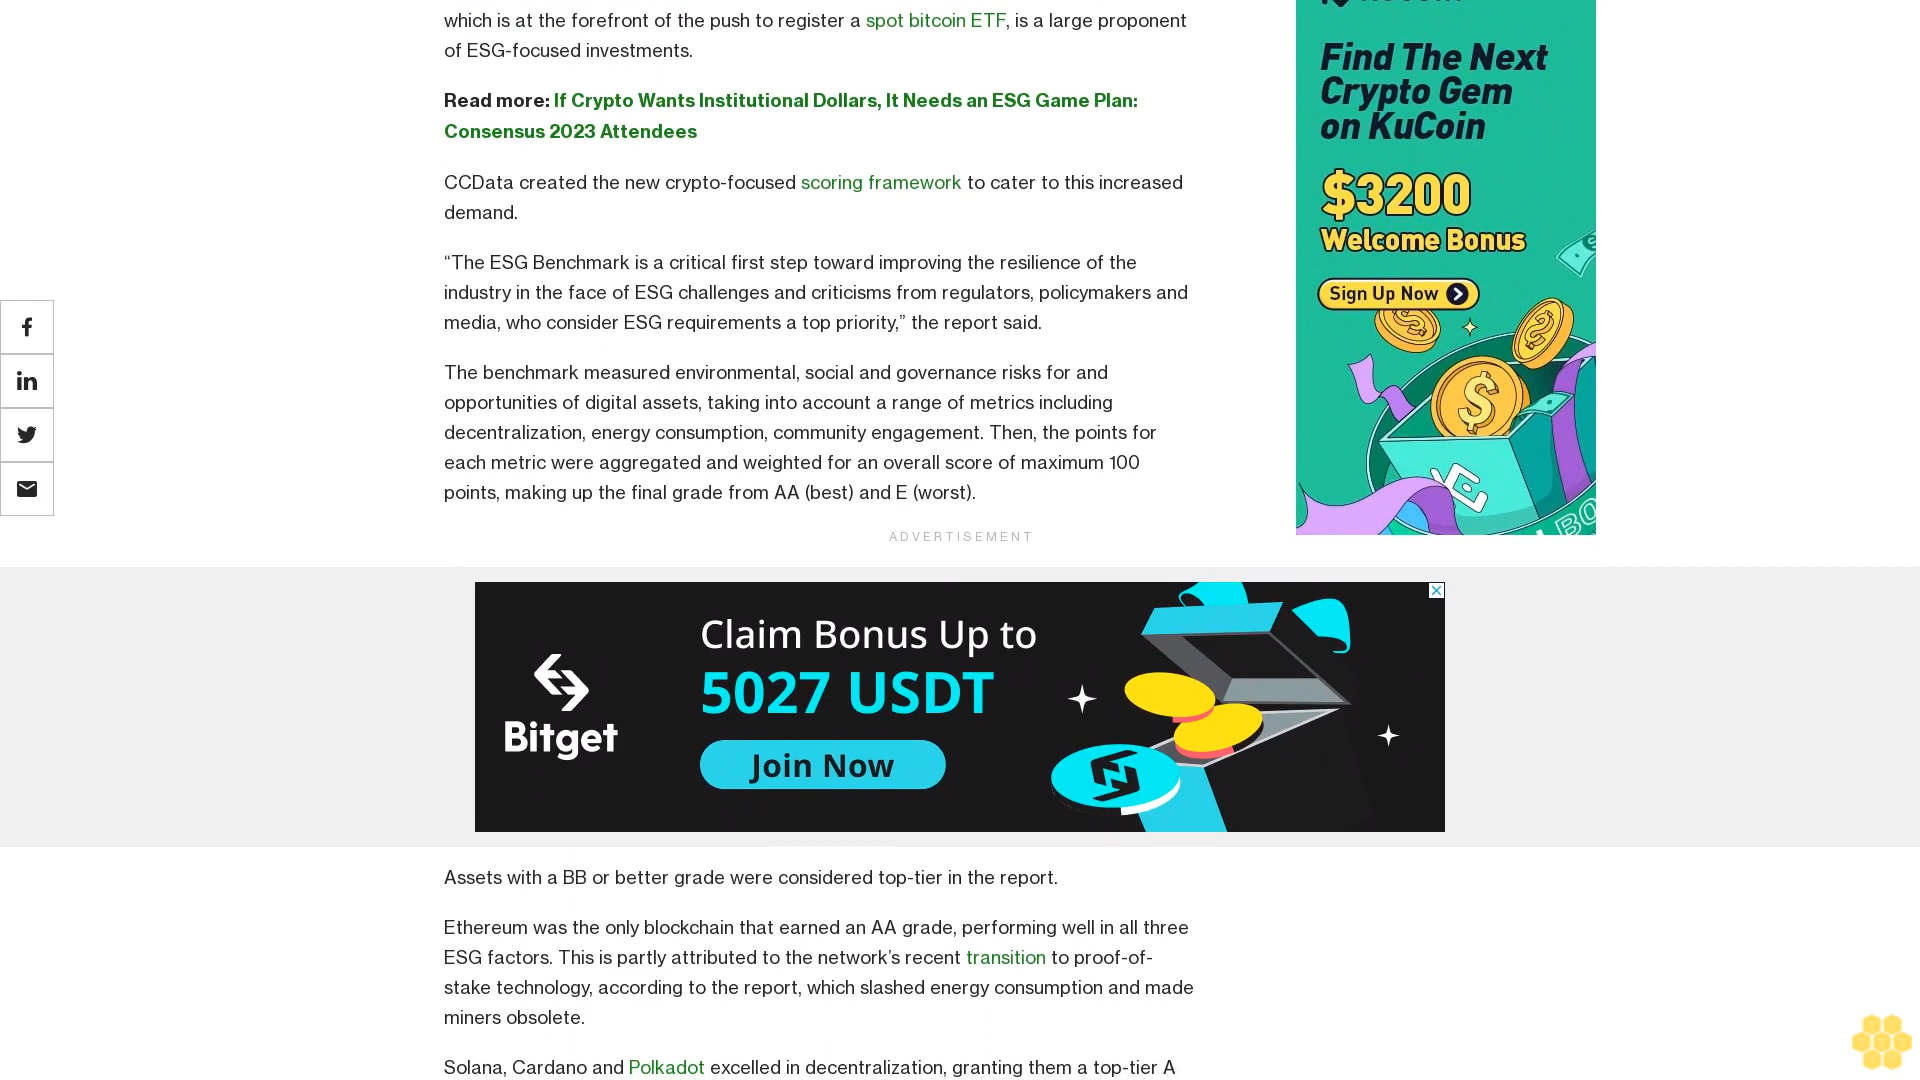 which is at the forefront of the push to register a spot bitcoin ETF, is a large proponent
of ESG-focused investments.
Read more: If Crypto Wants Institutional Dollars, It Needs an ESG Game Plan:
Consensus 2023 Attendees
CCData created the new crypto-focused scoring framework to cater to this increased
demand.
“The ESG Benchmark is a critical first step toward improving the resilience of the
industry in the face of ESG challenges and criticisms from regulators, policymakers and
media, who consider ESG requirements a top priority,” the report said.
The benchmark measured environmental, social and governance risks for and
opportunities of digital assets, taking into account a range of metrics including
decentralization, energy consumption, community engagement. Then, the points for
each metric were aggregated and weighted for an overall score of maximum 100
points, making up the final grade from AA (best) and E (worst).
Find The Next
Crypto Gem
on KuCoin
$3200
Welcome Bonus
Sign Up Now
ADVERTISEMENT
Bitget
Claim Bonus Up to
5027 USDT
Join Now
Assets with a BB or better grade were considered top-tier in the report.
Ethereum was the only blockchain that earned an AA grade, performing well in all three
ESG factors. This is partly attributed to the network’s recent transition to proof-of-
stake technology, according to the report, which slashed energy consumption and made
miners obsolete.
Solana, Cardano and Polkadot excelled in decentralization, granting them a top-tier A